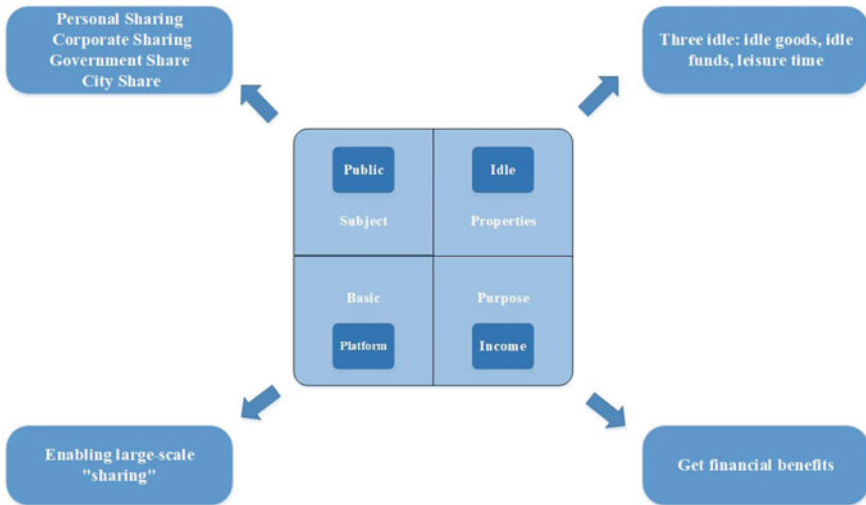 Personal Sharing
Corporate Sharing
Government Share
City Share
Three idle: idle goods, idle
funds, leisure time
Public
Idle
Subject
Properties
Basic
Purpose
Platform
Income
Enabling large-scale
"sharing"
Get financial benefits